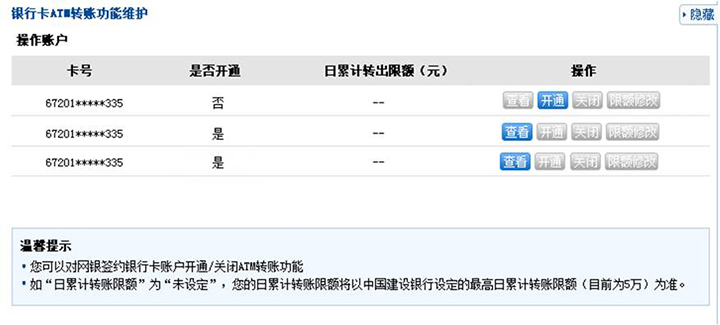 银行卡ATM转账功能维护
隐藏
操作账户
卡号 是否开通 日累计转出限额（元） 操作
67201*****335 否 -- 查看 开通 关闭 限额修改
67201*****335 是 -- 查看 开通 关闭 限额修改
67201*****335 是 -- 查看 开通 关闭 限额修改
温馨提示
您可以对网银签约银行卡账户开通/关闭ATM转账功能
如“日累计转账限额”为“未设定”，您的日累计转账限额将以中国建设银行设定的最高日累计转账限额（目前为5万）为准。